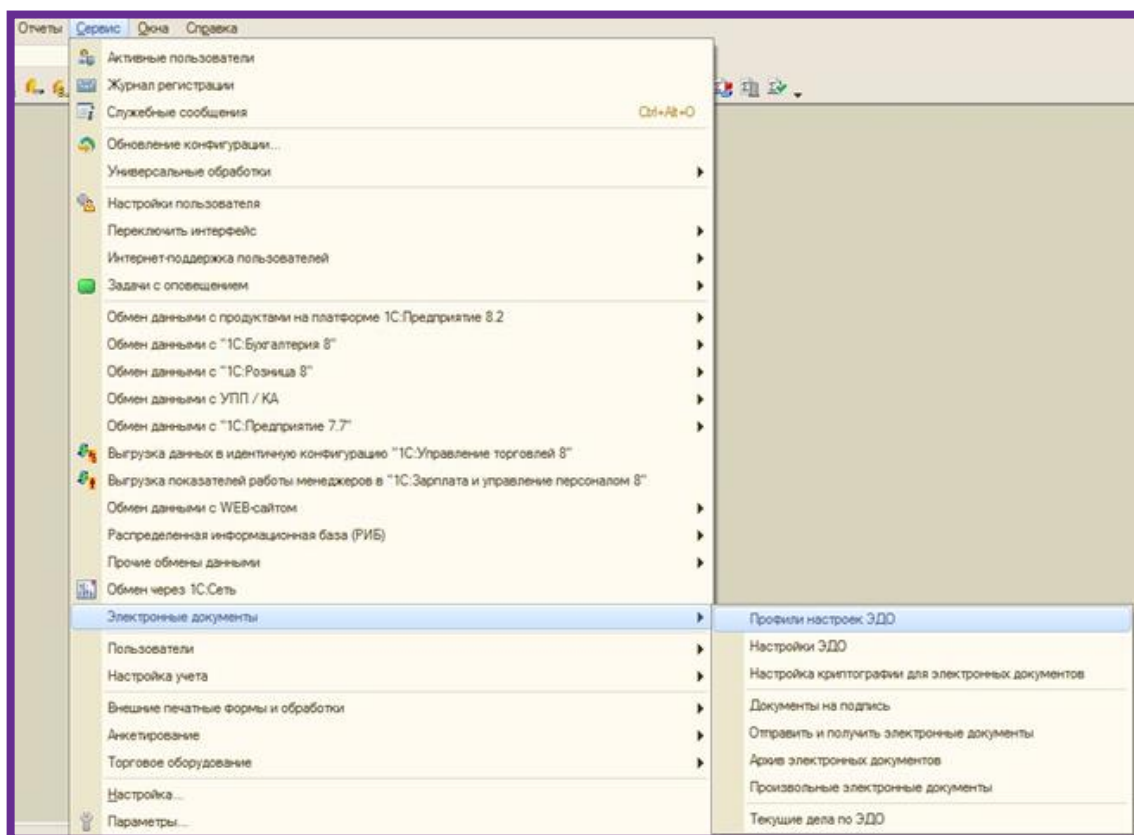 Отчеты Сервис Окна Справка
Активные пользователи
Журнал регистрации
Служебные сообщения Ctrl+Alt+O
Обновление конфигурации...
Универсальные обработки
Настройки пользователя
Переключить интерфейс
Интернет-поддержка пользователей
Задачи с оповещением
Обмен данными с продуктами на платформе 1С:Предприятие 8.2
Обмен данными с "1С:Бухгалтерия 8"
Обмен данными с "1С:Розница 8"
Обмен данными с УПП / КА
Обмен данными с "1С:Предприятие 7.7"
Выгрузка данных в идентичную конфигурацию "1С:Управление торговлей 8"
Выгрузка показателей работы менеджеров в "1С:Зарплата и управление персоналом 8"
Обмен данными с WEB-сайтом
Распределенная информационная база (РИБ)
Прочие обмены данными
Обмен через 1С:Сеть
Электронные документы
Пользователи
Настройка учета
Внешние печатные формы и обработки
Анкетирование
Торговое оборудование
Настройка...
Параметры...
Профили настроек ЭДО
Настройки ЭДО
Настройка криптографии для электронных документов
Документы на подпись
Отправить и получить электронные документы
Архив электронных документов
Произвольные электронные документы
Текущие дела по ЭДО